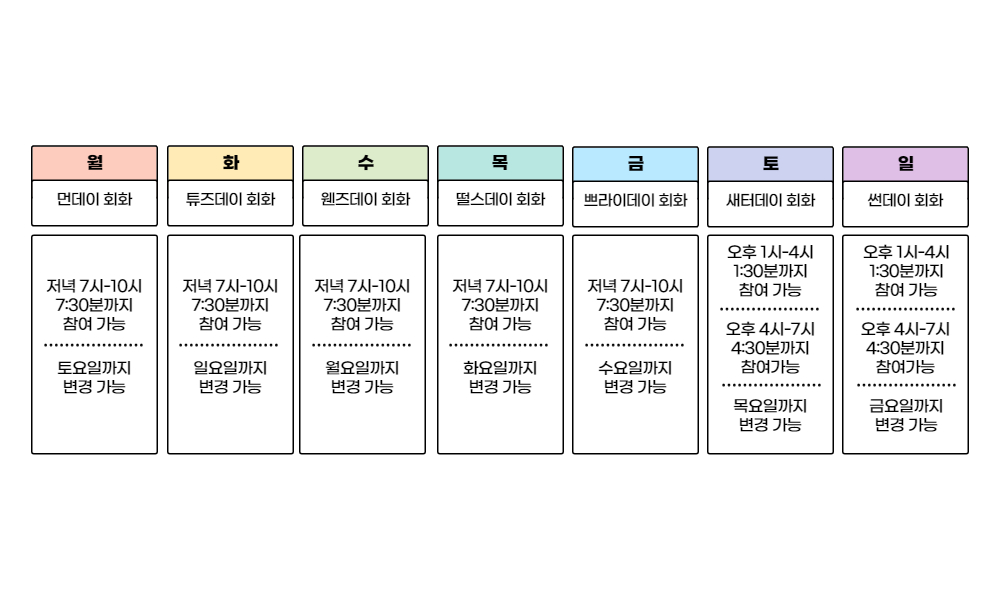 월
먼데이 회화
저녁 7시-10시
7:30분까지
참여 가능
토요일까지
변경 가능
화
튜즈데이 회화
저녁 7시-10시
7:30분까지
참여 가능
일요일까지
변경 가능
수
웬즈데이 회화
저녁 7시-10시
7:30분까지
참여 가능
월요일까지
변경 가능
목
떨스데이 회화
저녁 7시-10시
7:30분까지
참여 가능
화요일까지
변경 가능
금
쁘라이데이 회화
저녁 7시-10시
7:30분까지
참여 가능
수요일까지
변경 가능
토
새터데이 회화
오후 1시-4시
1:30분까지
참여 가능
오후 4시-7시
4:30분까지
참여가능
목요일까지
변경 가능
일
썬데이 회화
오후 1시-4시
1:30분까지
참여 가능
오후 4시-7시
4:30분까지
참여가능
금요일까지
변경 가능